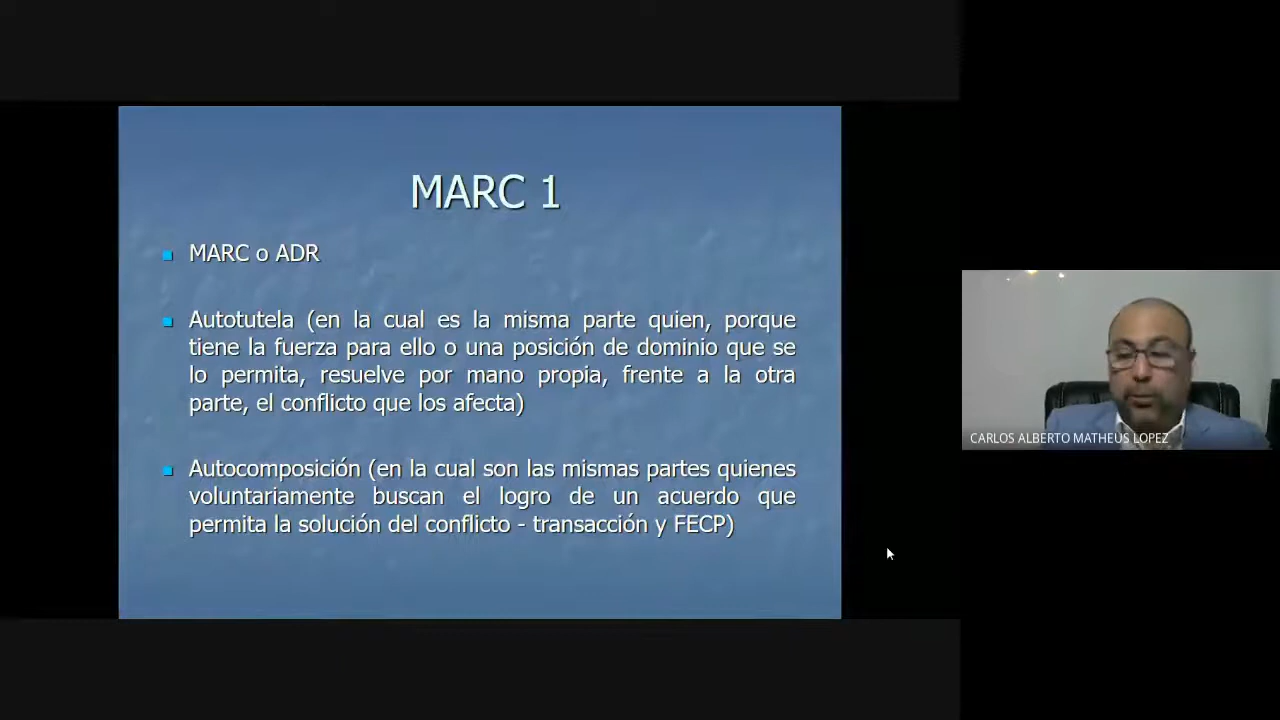 MARC 1
MARC o ADR
Autotutela (en la cual es la misma parte quien, porque
tiene la fuerza para ello o una posición de dominio que se
lo permita, resuelve por mano propia, frente a la otra
parte, el conflicto que los afecta)
Autocomposición (en la cual son las mismas partes quienes
voluntariamente buscan el logro de un acuerdo que
permita la solución del conflicto - transacción y FECP)
CARLOS ALBERTO MATHEUS LOPEZ